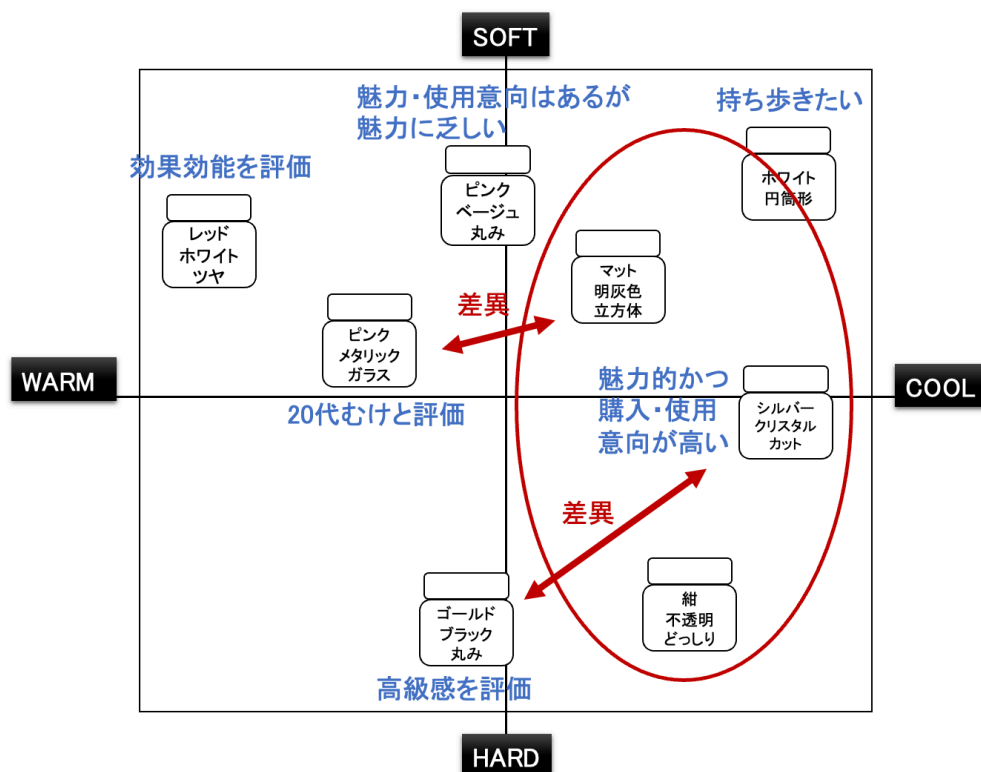 SOFT
魅力・使用意向はあるが
魅力に乏しい
持ち歩きたい
効果効能を評価
ピンク
ベージュ
丸み
ホワイト
円筒形
レッド
ホワイト
ツヤ
マット
明灰色
立方体
差異
ピンク
メタリック
ガラス
WARM
COOL
20代むけと評価
魅力的かつ
購入・使用
意向が高い
シルバー
クリスタル
カット
差異
ゴールド
ブラック
丸み
紺
不透明
どっしり
高級感を評価
HARD